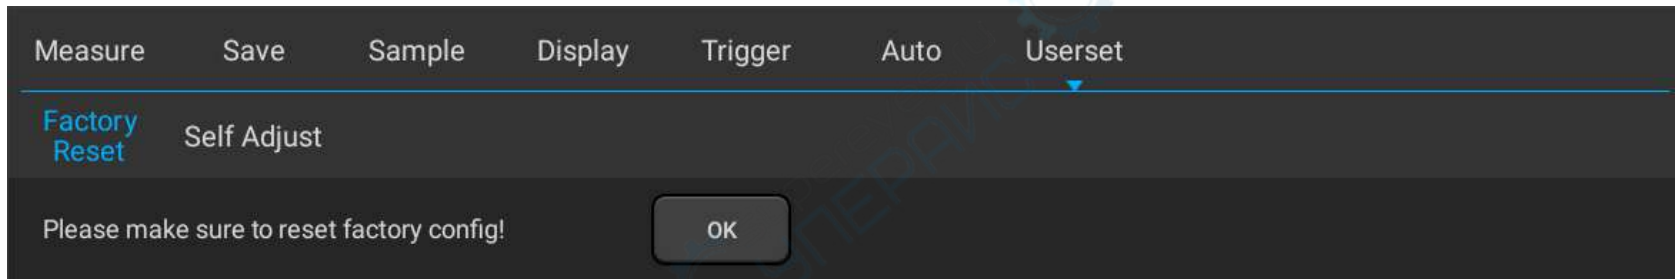 Measure Save Sample Display Trigger Auto Userset
Factory
Reset
Self Adjust
Please make sure to reset factory config!
OK